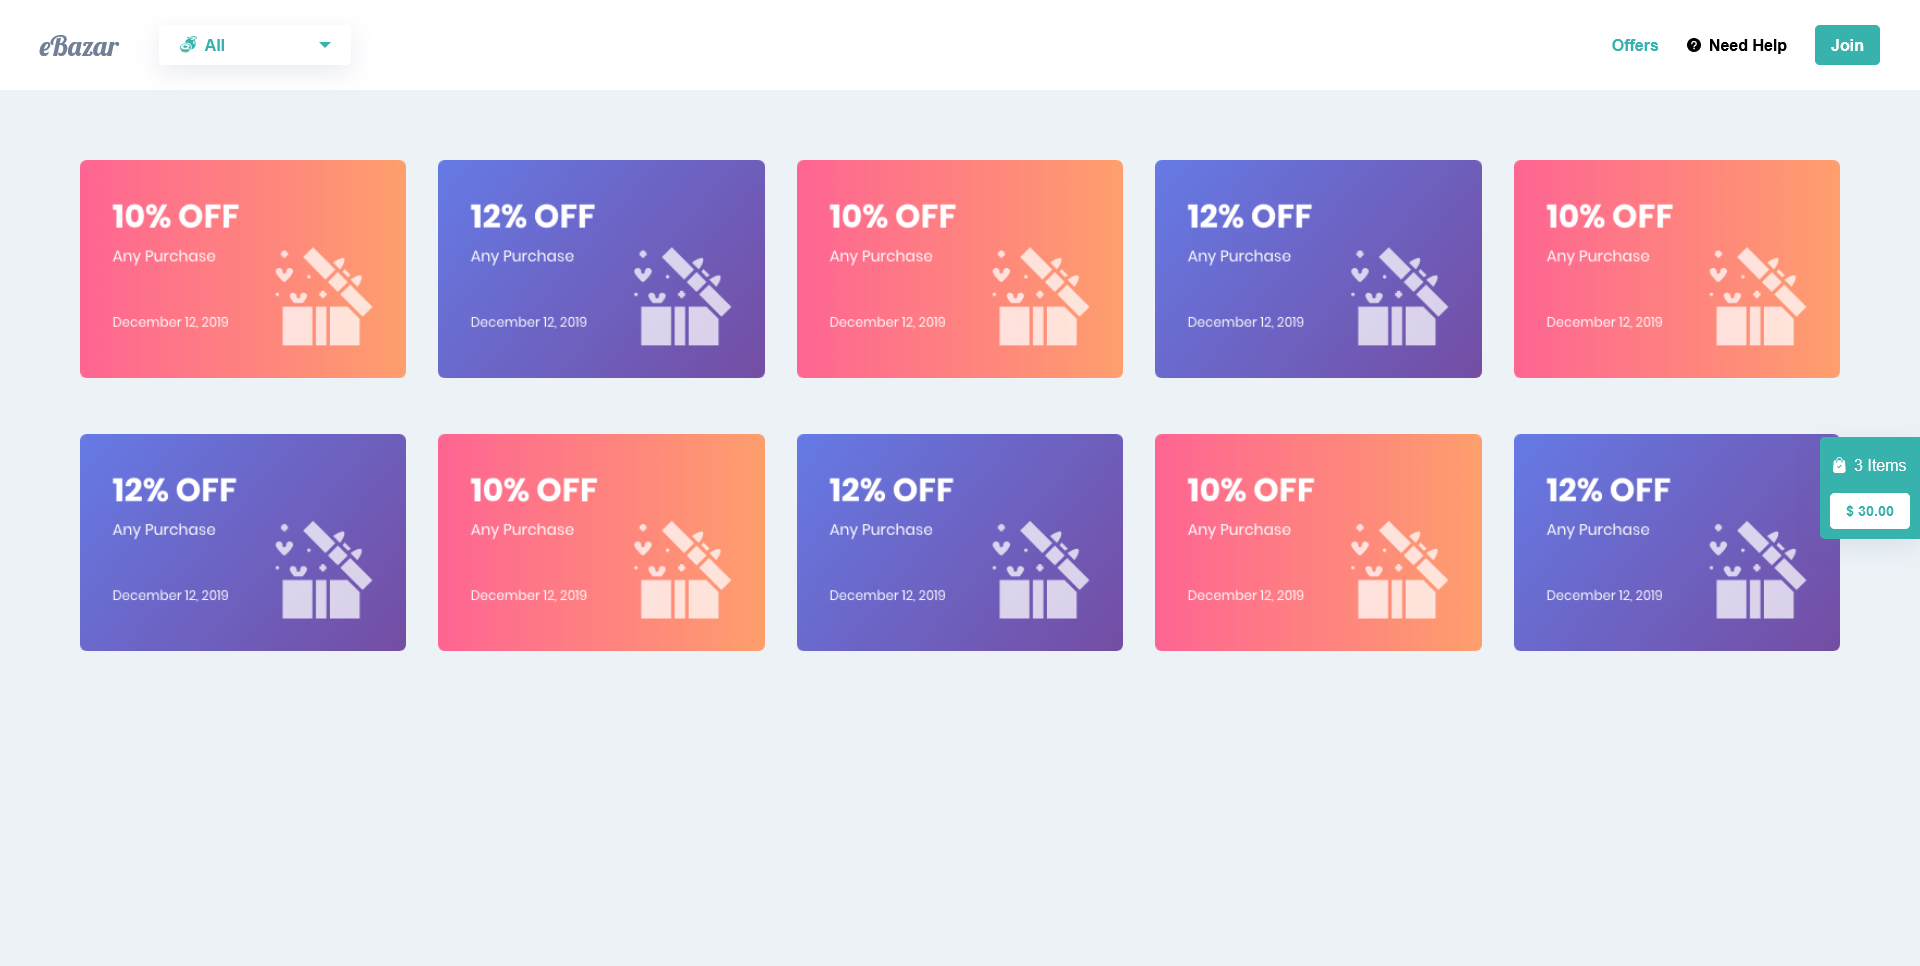 eBazar
All
Offers
Need Help
Join
10% OFF
Any Purchase
December 12, 2019
12% OFF
Any Purchase
December 12, 2019
10% OFF
Any Purchase
December 12, 2019
12% OFF
Any Purchase
December 12, 2019
10% OFF
Any Purchase
December 12, 2019
12% OFF
Any Purchase
December 12, 2019
10% OFF
Any Purchase
December 12, 2019
12% OFF
Any Purchase
December 12, 2019
10% OFF
Any Purchase
December 12, 2019
12% OFF
Any Purchase
December 12, 2019
3 Items
$ 30.00